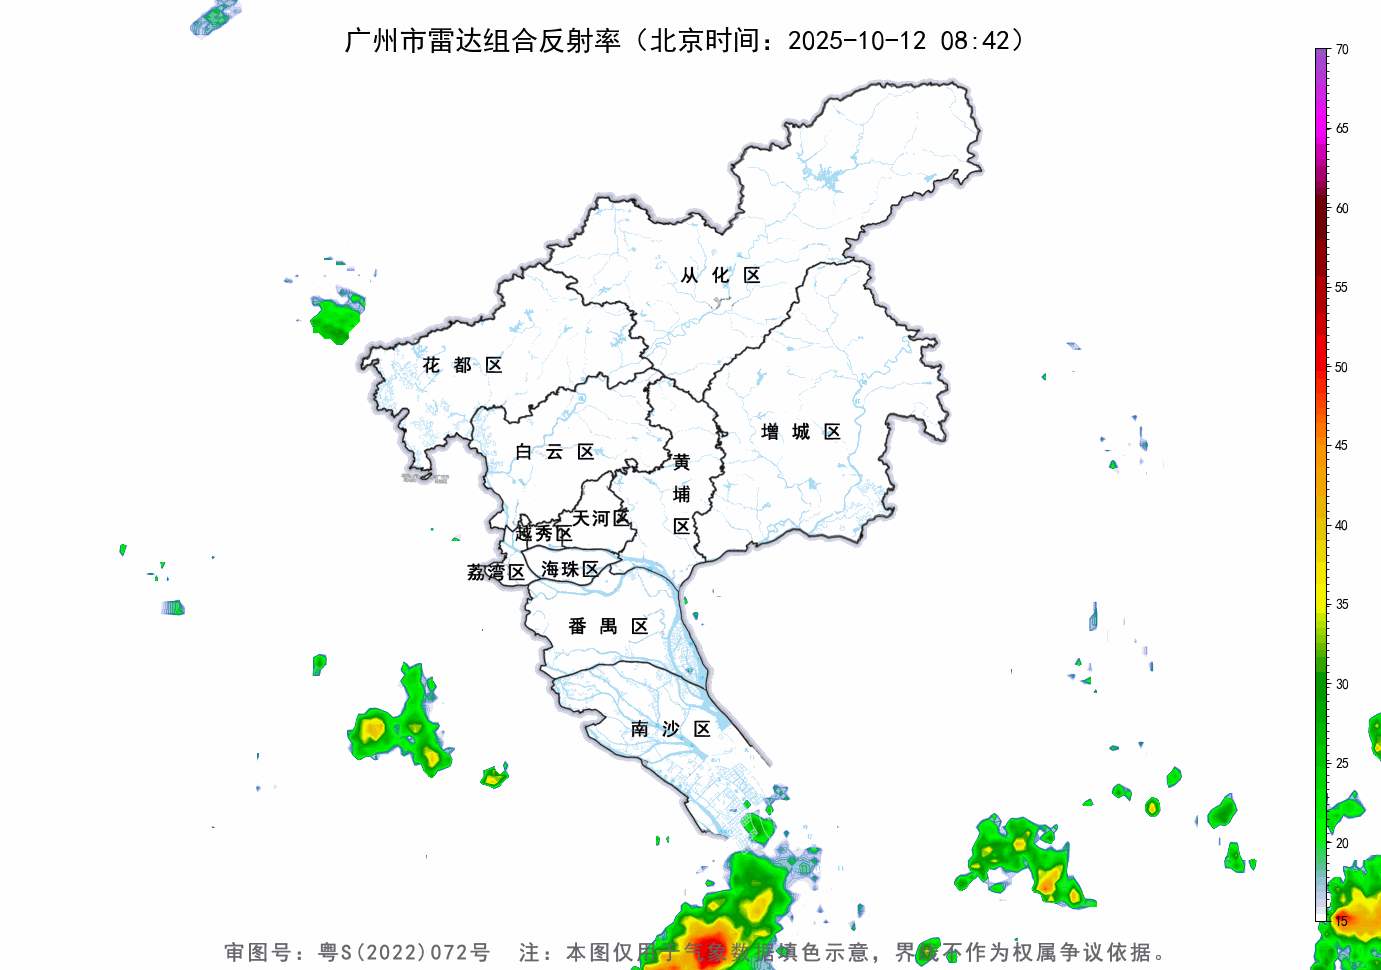 广州市雷达组合反射率（北京时间：2025-10-12 08:42）
70
65
60
55
50
45
40
35
30
25
20
15
从化区
花都区
增城区
白云区
黄埔区
天河区
越秀区
荔湾区
海珠区
番禺区
南沙区
审图号：粤S(2022)072号 注：本图仅用于气象数据填色示意，界线不作为权属争议依据。